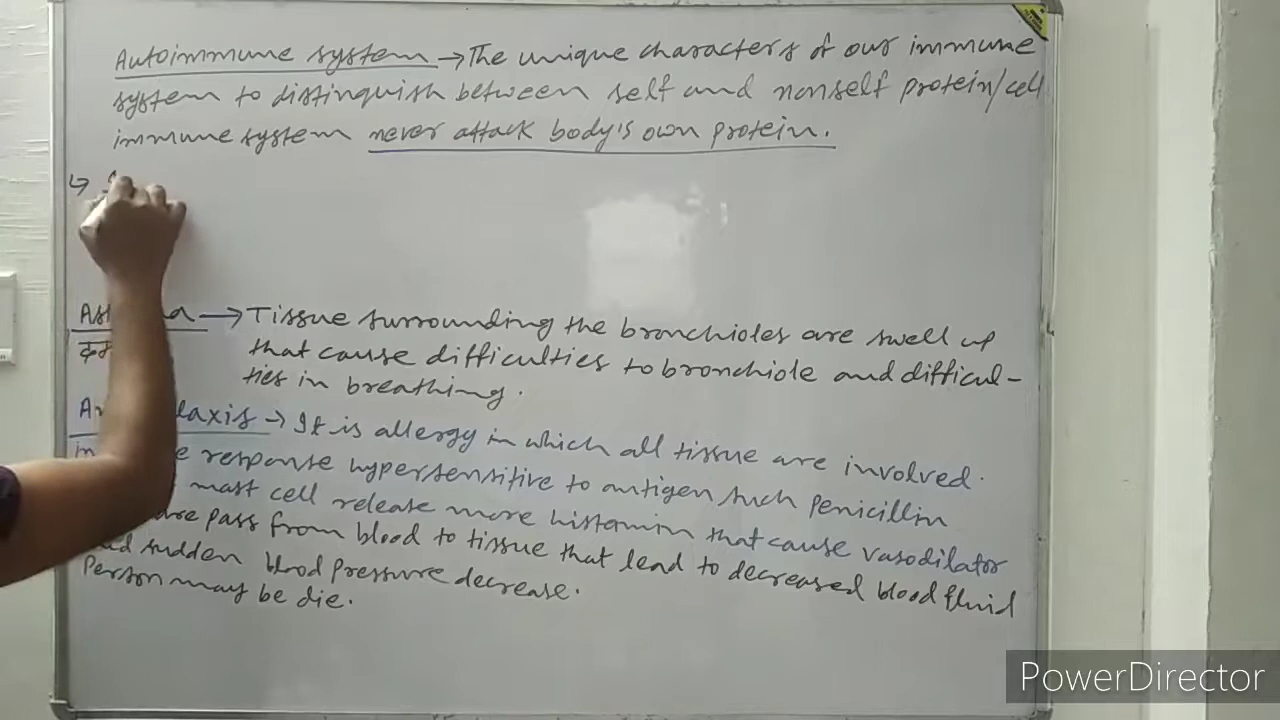 Autoimmune system → The unique characters of our immune
system to distinguish between self and nonself protein/cell
immune system never attack body's own protein.
↳
→ Tissue surrounding the bronchioles are swell up
that cause difficulties to bronchiole and difficul-
ties in breathing.
→ It is allergy in which all tissue are involved.
response hypersensitive to antigen such penicillin
mast cell release more histamin that cause vasodilator
pass from blood to tissue that lead to decreased blood fluid
sudden blood pressure decrease.
Person may be die.
PowerDirector